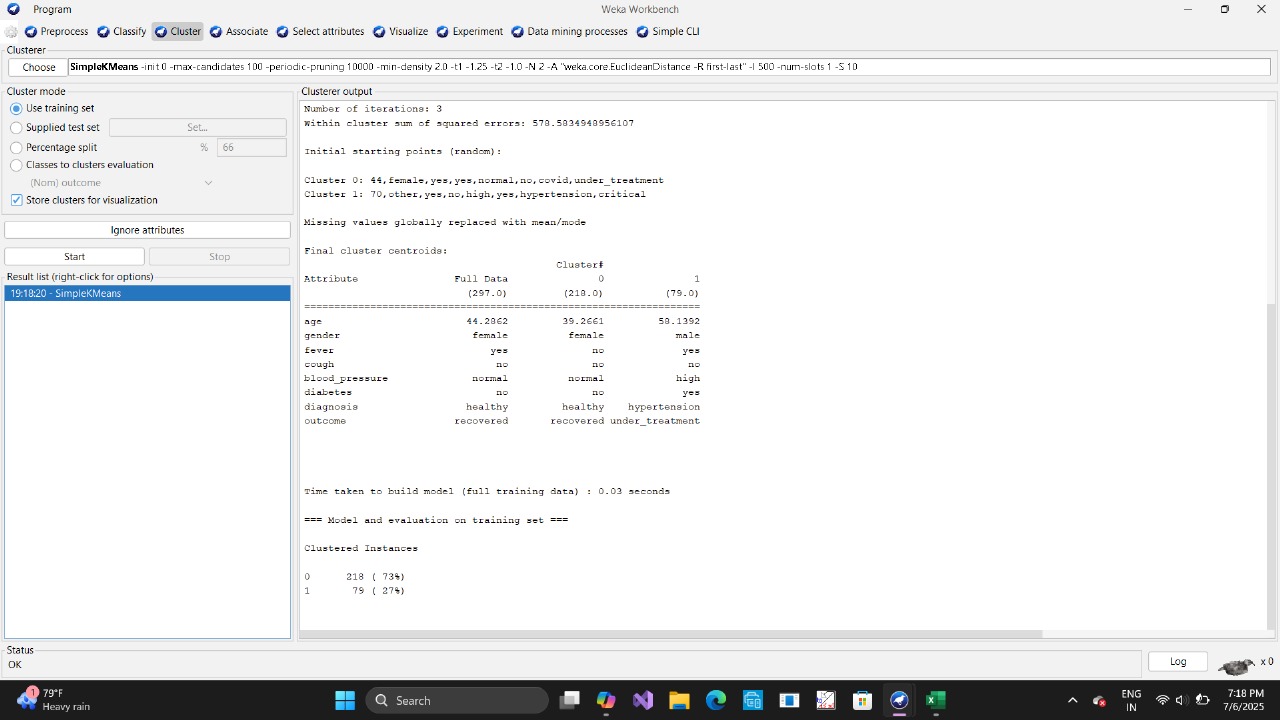 Program
Weka Workbench
Preprocess Classify Cluster Associate Select attributes Visualize Experiment Data mining processes Simple CLI
Clusterer
Choose SimpleKMeans -init 0 -max-candidates 100 -periodic-pruning 10000 -min-density 2.0 -t1 -1.25 -t2 -1.0 -N 2 -A "weka.core.EuclideanDistance -R first-last" -I 500 -num-slots 1 -S 10
Cluster mode
Use training set
Supplied test set Set...
Percentage split % 66
Classes to clusters evaluation
(Nom) outcome
Store clusters for visualization
Ignore attributes
Start Stop
Result list (right-click for options)
19:18:20 - SimpleKMeans
Clusterer output
Number of iterations: 3
Within cluster sum of squared errors: 578.5834948956107
Initial starting points (random):
Cluster 0: 44,female,yes,yes,normal,no,covid,under_treatment
Cluster 1: 70,other,yes,no,high,yes,hypertension,critical
Missing values globally replaced with mean/mode
Final cluster centroids:
Cluster#
Attribute Full Data 0 1
(297.0) (218.0) (79.0)
==================================================================
age 44.2862 39.2661 58.1392
gender female female male
fever yes no yes
cough no no no
blood_pressure normal normal high
diabetes no no yes
diagnosis healthy healthy hypertension
outcome recovered recovered under_treatment
Time taken to build model (full training data) : 0.03 seconds
=== Model and evaluation on training set ===
Clustered Instances
0 218 ( 73%)
1 79 ( 27%)
Status
OK
Log x 0
1 79°F
Heavy rain
Search
ENG
IN
7:18 PM
7/6/2025